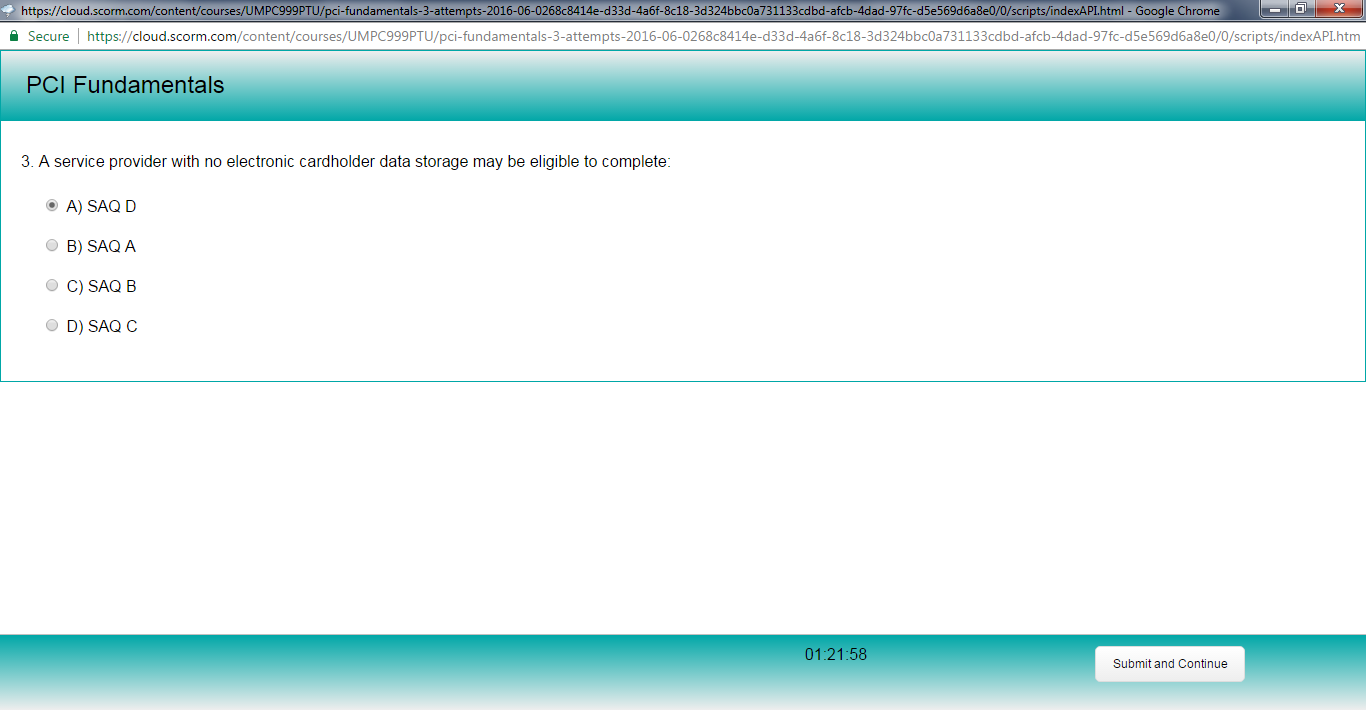 https://cloud.scorm.com/content/courses/UMPC999PTU/pci-fundamentals-3-attempts-2016-06-0268c8414e-d33d-4a6f-8c18-3d324bbc0a731133cdbd-afcb-4dad-97fc-d5e569d6a8e0/0/scripts/indexAPI.html - Google Chrome
Secure https://cloud.scorm.com/content/courses/UMPC999PTU/pci-fundamentals-3-attempts-2016-06-0268c8414e-d33d-4a6f-8c18-3d324bbc0a731133cdbd-afcb-4dad-97fc-d5e569d6a8e0/0/scripts/indexAPI.htm
PCI Fundamentals
3. A service provider with no electronic cardholder data storage may be eligible to complete:
A) SAQ D
B) SAQ A
C) SAQ B
D) SAQ C
01:21:58
Submit and Continue